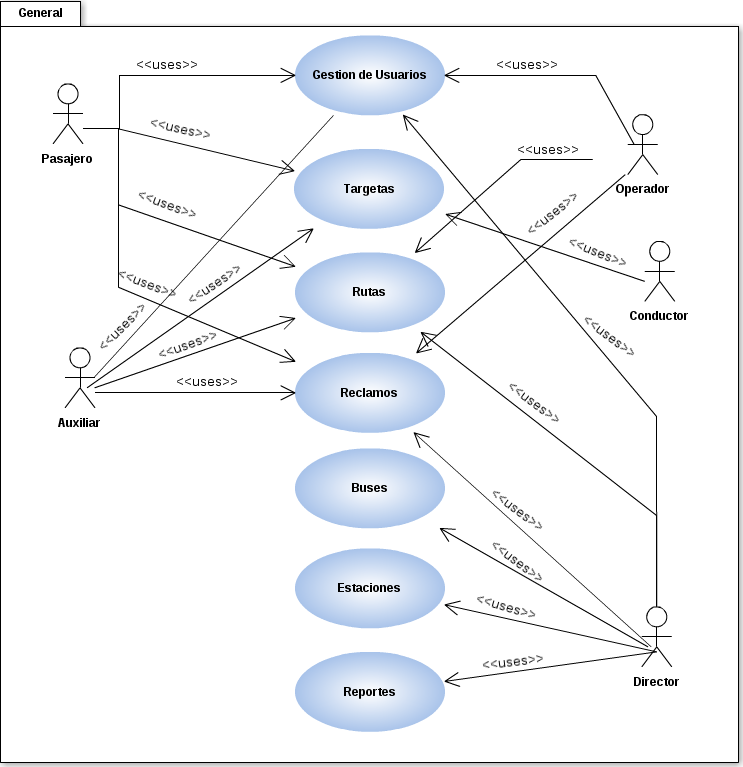 General
<<uses>>
Gestion de Usuarios
<<uses>>
Pasajero
<<uses>>
<<uses>>
Operador
Targetas
<<uses>>
<<uses>>
<<uses>>
<<uses>>
Conductor
<<uses>>
<<uses>>
Rutas
<<uses>>
<<uses>>
<<uses>>
Auxiliar
<<uses>>
Reclamos
<<uses>>
Buses
<<uses>>
<<uses>>
Estaciones
<<uses>>
Reportes
<<uses>>
Director